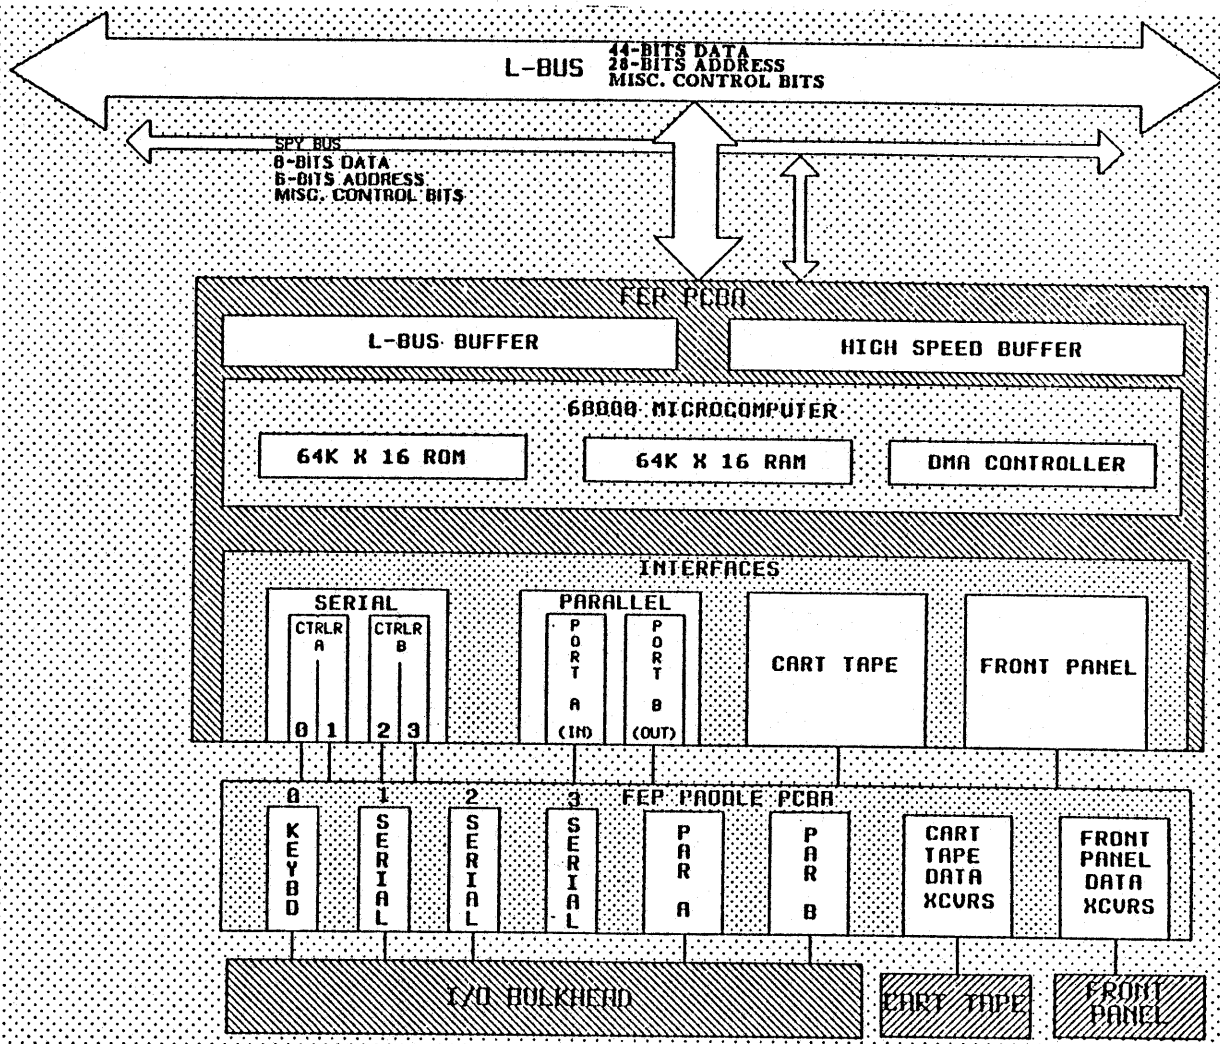 L-BUS
44-BITS DATA
28-BITS ADDRESS
MISC. CONTROL BITS
SPY BUS
8-BITS DATA
6-BITS ADDRESS
MISC. CONTROL BITS
FEP PCBA
L-BUS BUFFER
HIGH SPEED BUFFER
68000 MICROCOMPUTER
64K X 16 ROM
64K X 16 RAM
DMA CONTROLLER
INTERFACES
SERIAL
CTRLR A
0 1
CTRLR B
2 3
PARALLEL
PORT A
(IN)
PORT B
(OUT)
CART TAPE
FRONT PANEL
FEP PADDLE PCBA
0
KEYBD
1
SERIAL
2
SERIAL
3
SERIAL
PAR A
PAR B
CART
TAPE
DATA
XCVRS
FRONT
PANEL
DATA
XCVRS
I/O BULKHEAD
CART TAPE
FRONT
PANEL